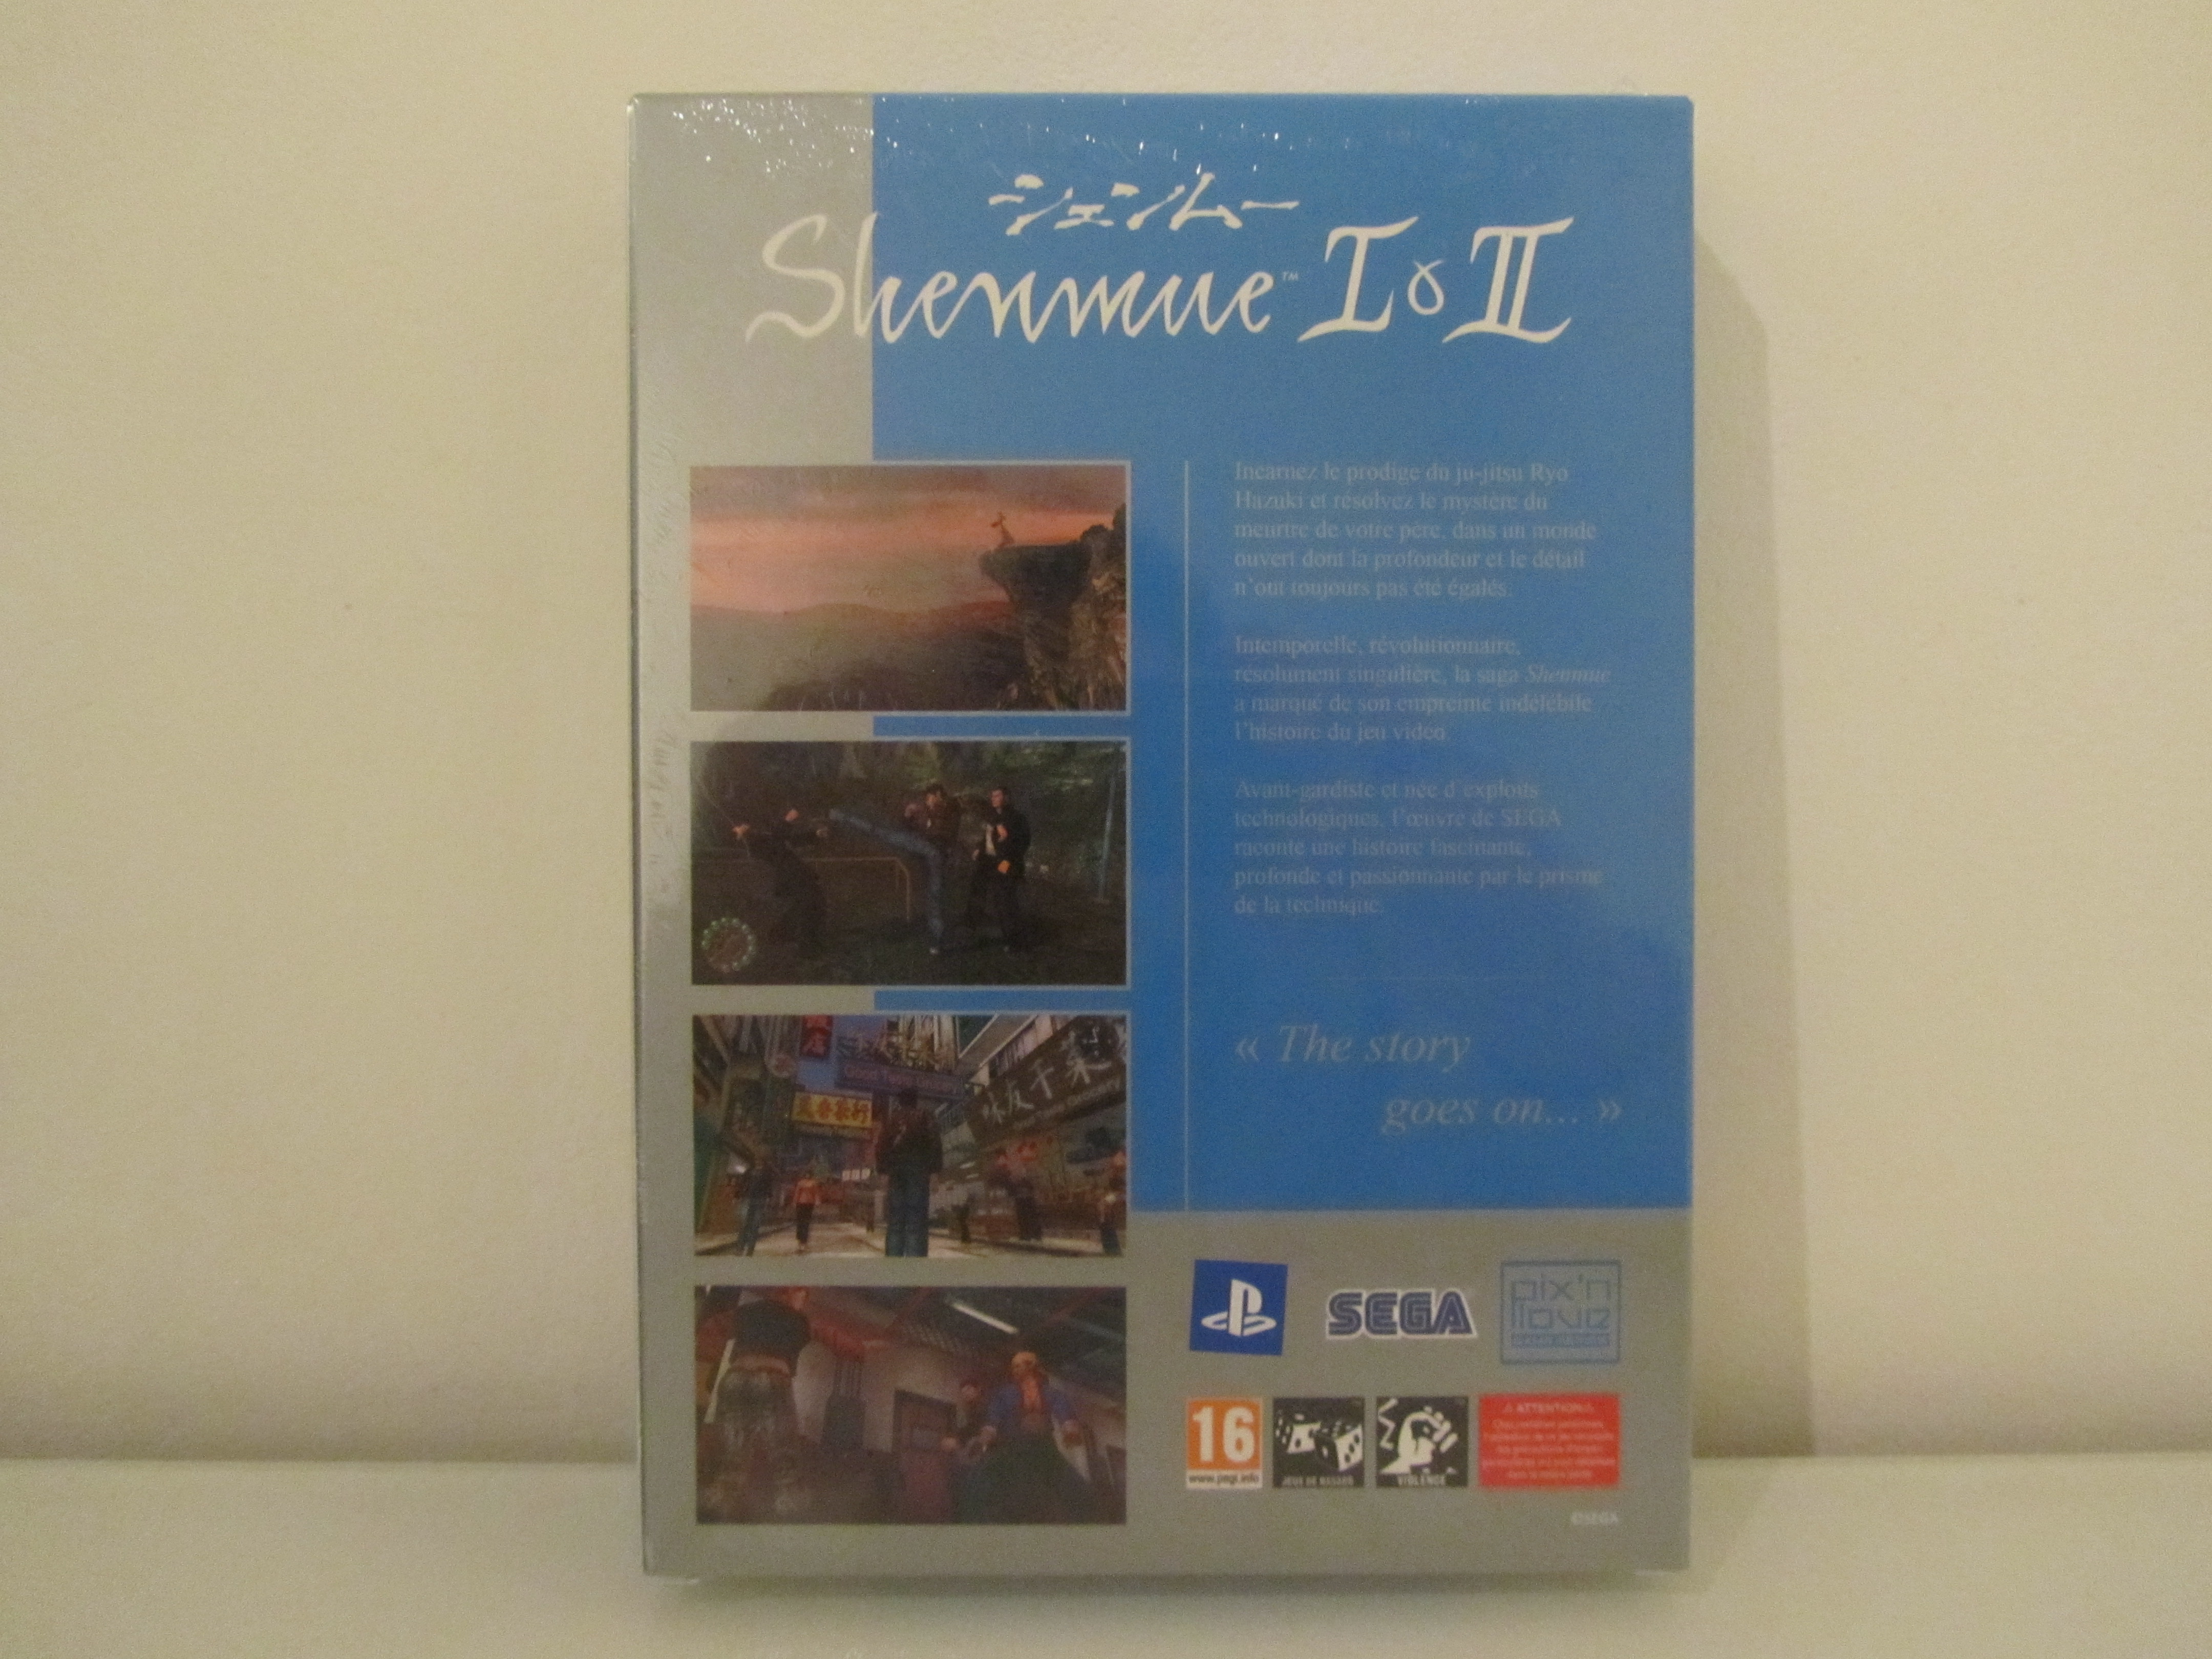 シェンムー
Shenmue™ I & II
Incarnez le prodige du ju-jitsu Ryo
Hazuki et résolvez le mystère du
meurtre de votre père, dans un monde
ouvert dont la profondeur et le détail
n'ont toujours pas été égalés.
Intemporelle, révolutionnaire,
résolument singulière, la saga Shenmue
a marqué de son empreinte indélébile
l'histoire du jeu vidéo.
Avant-gardiste et née d'exploits
technologiques, l'œuvre de SEGA
raconte une histoire fascinante,
profonde et passionnante par le prisme
de la technique.
« The story
goes on... »
SEGA
pix'n
love
16
www.pegi.info
JEUX DE HASARD
VIOLENCE
⚠ ATTENTION ⚠
©SEGA